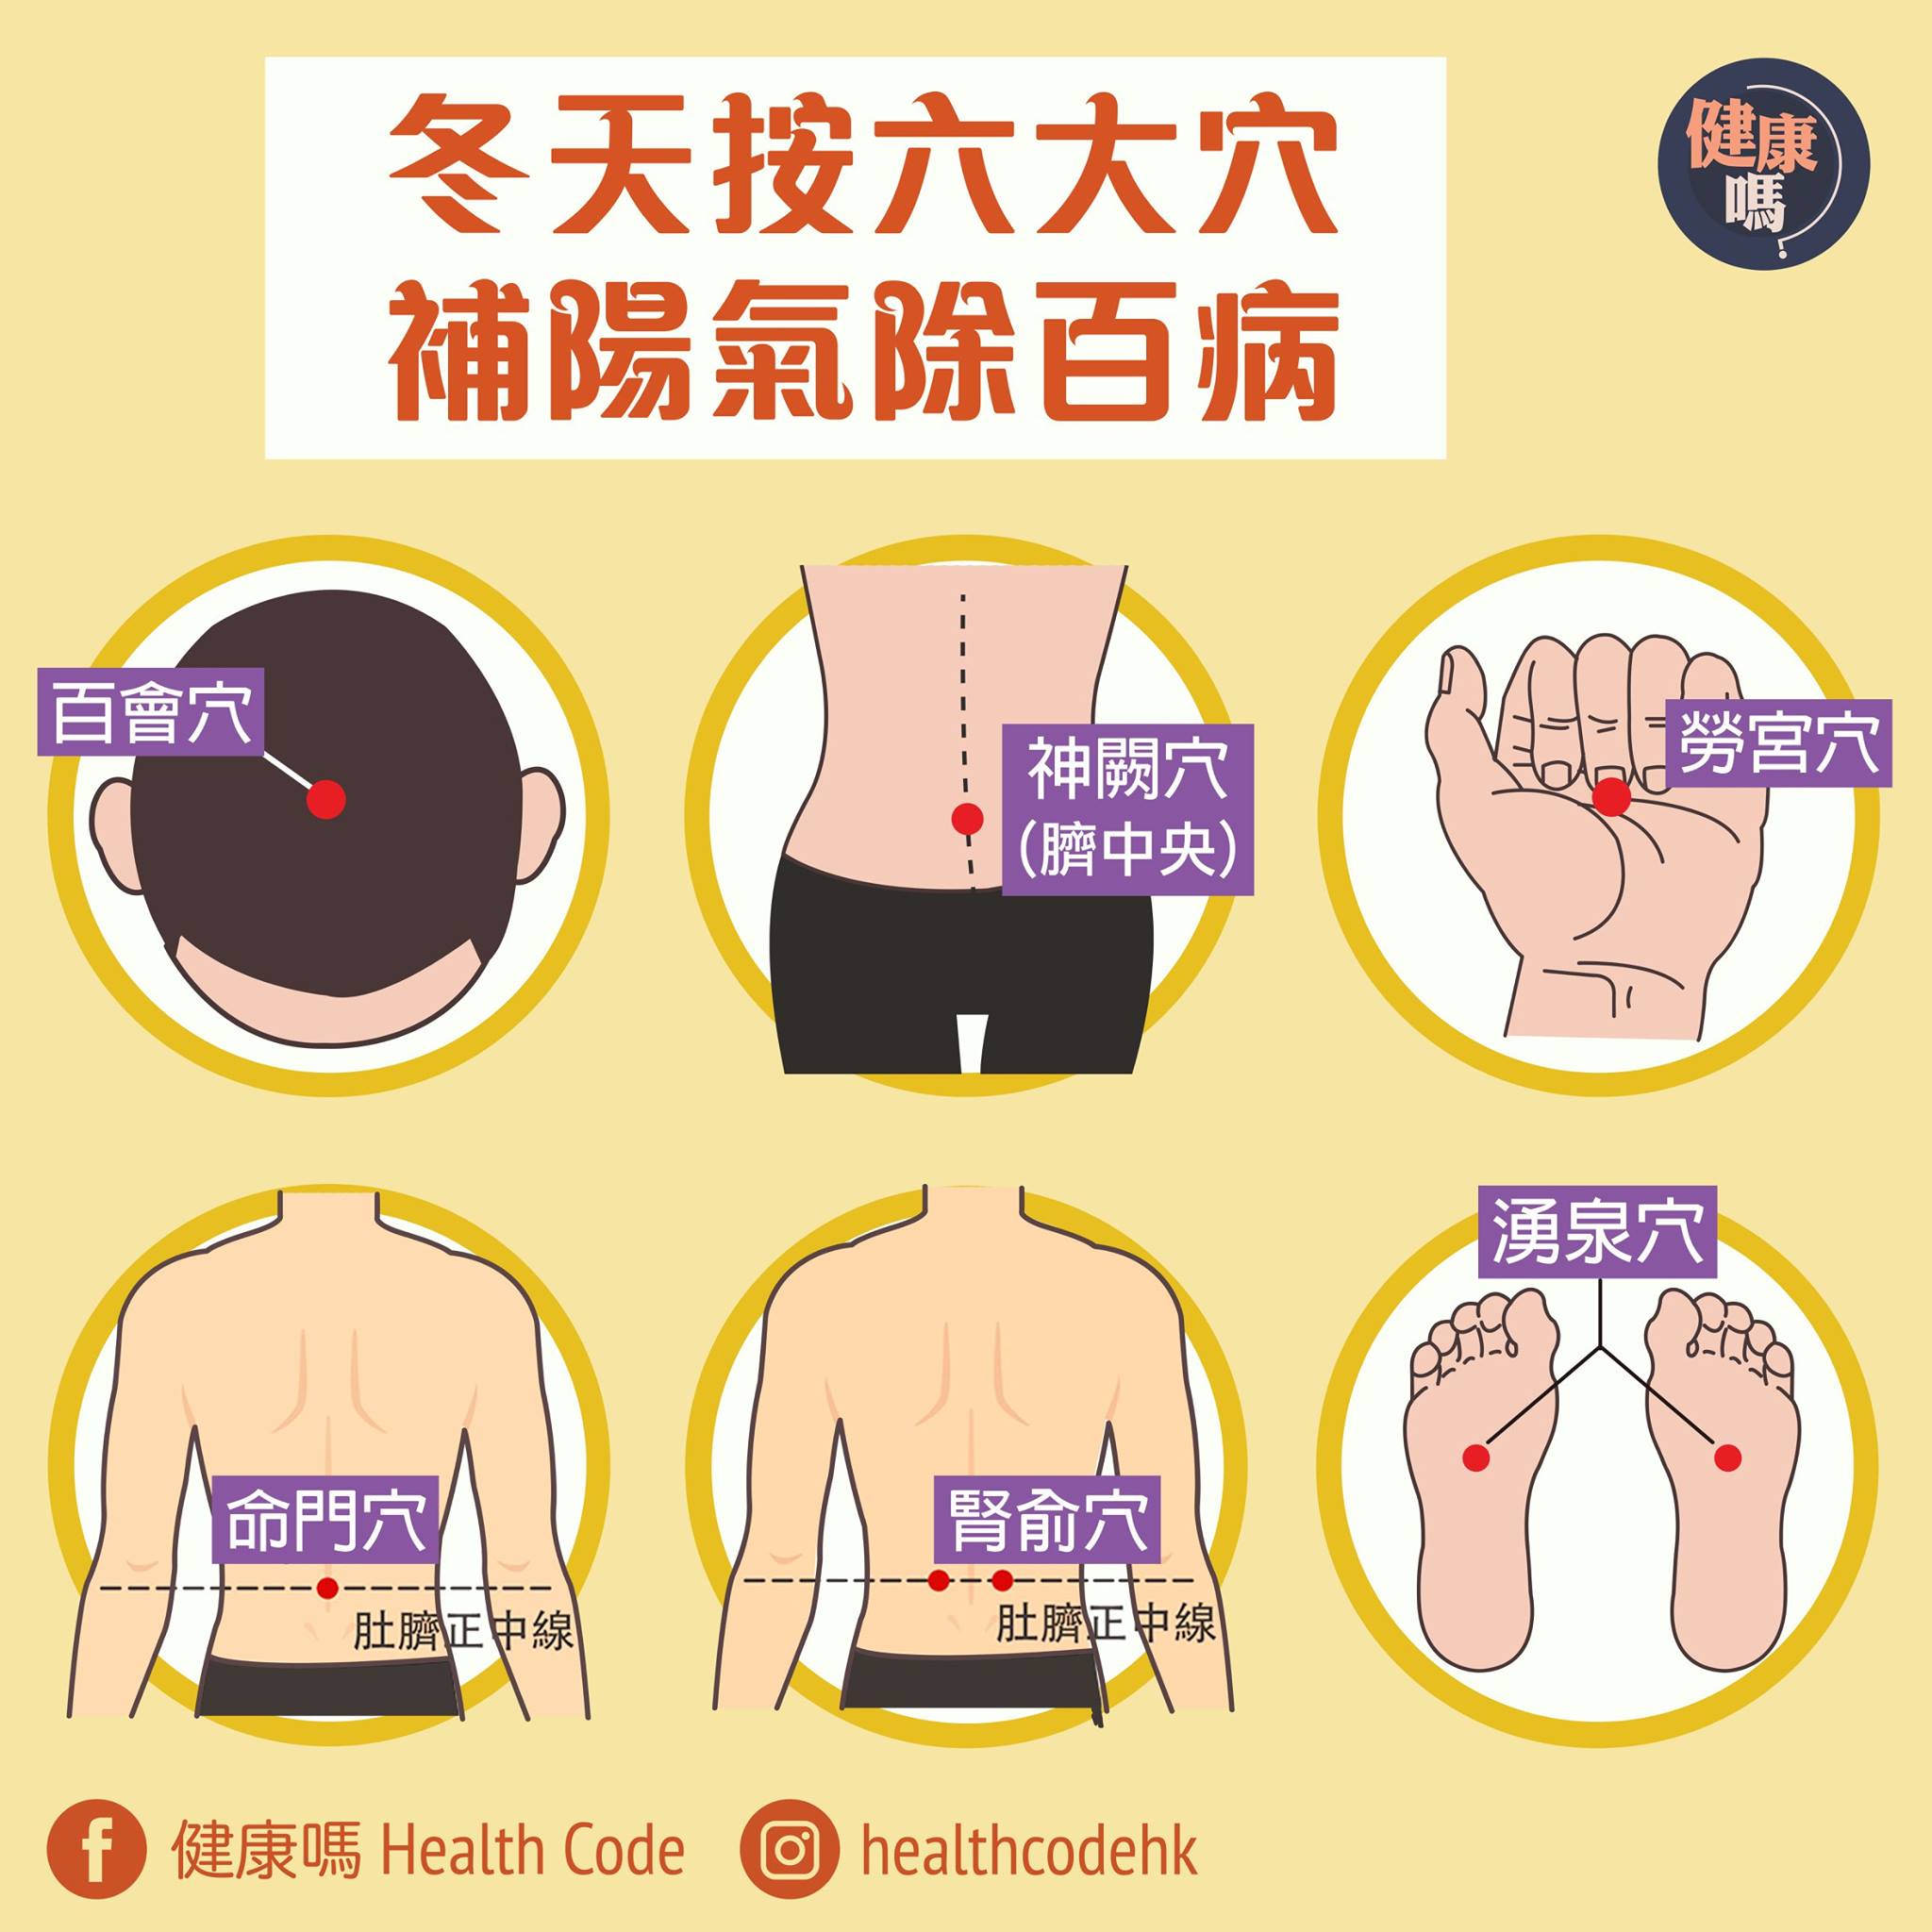 冬天按六大穴
補陽氣除百病
健康
嗎
百會穴
神闕穴
(臍中央)
勞宮穴
命門穴
肚臍正中線
腎俞穴
肚臍正中線
湧泉穴
健康嗎 Health Code
healthcodehk